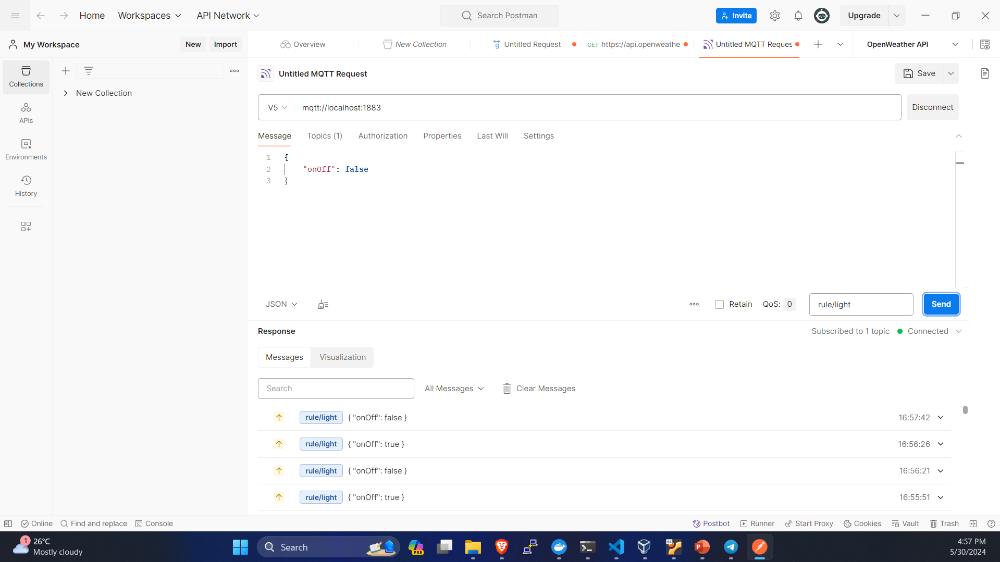 Home
Workspaces
API Network
Search Postman
Invite
Upgrade
My Workspace
New
Import
Overview
New Collection
Untitled Request
GET https://api.openweathe
Untitled MQTT Reques
OpenWeather API
Collections
New Collection
APIs
Environments
History
Untitled MQTT Request
Save
V5
mqtt://localhost:1883
Disconnect
Message
Topics (1)
Authorization
Properties
Last Will
Settings
1 {
2 "onOff": false
3 }
JSON
Retain
QoS: 0
rule/light
Send
Response
Subscribed to 1 topic
Connected
Messages
Visualization
Search
All Messages
Clear Messages
rule/light { "onOff": false } 16:57:42
rule/light { "onOff": true } 16:56:26
rule/light { "onOff": false } 16:56:21
rule/light { "onOff": true } 16:55:51
Online
Find and replace
Console
Postbot
Runner
Start Proxy
Cookies
Vault
Trash
1
26°C
Mostly cloudy
Search
PRE
64
P
4:57 PM
5/30/2024